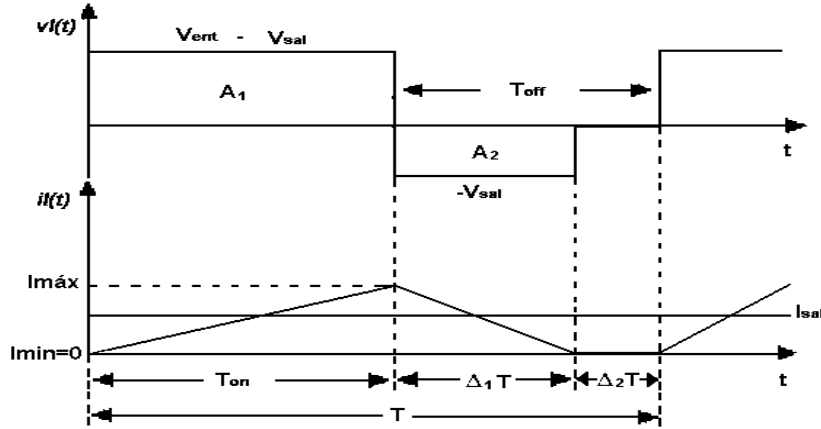 vl(t)
Vent - Vsal
A1
Toff
t
A2
-Vsal
il(t)
Imáx
Isal
Imin=0
Ton
Δ1T
Δ2T
t
T